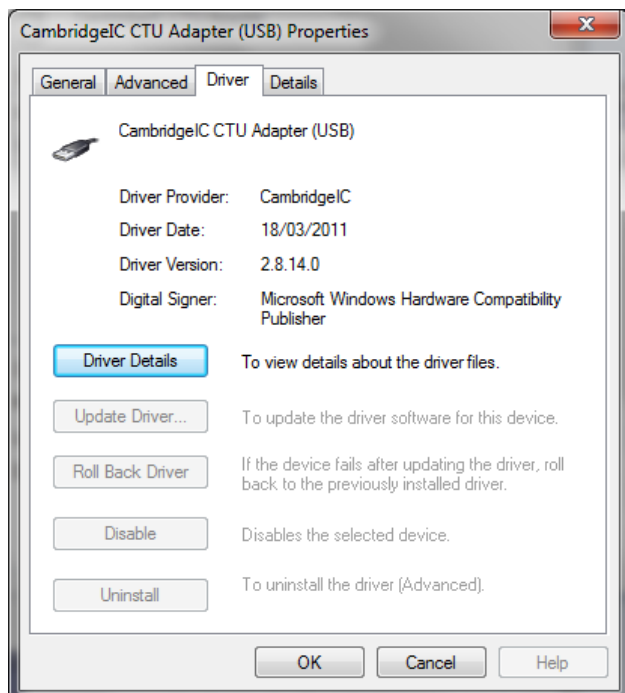 CambridgeIC CTU Adapter (USB) Properties
General Advanced Driver Details
CambridgeIC CTU Adapter (USB)
Driver Provider: CambridgeIC
Driver Date: 18/03/2011
Driver Version: 2.8.14.0
Digital Signer: Microsoft Windows Hardware Compatibility
Publisher
Driver Details To view details about the driver files.
Update Driver... To update the driver software for this device.
Roll Back Driver If the device fails after updating the driver, roll
back to the previously installed driver.
Disable Disables the selected device.
Uninstall To uninstall the driver (Advanced).
OK Cancel Help